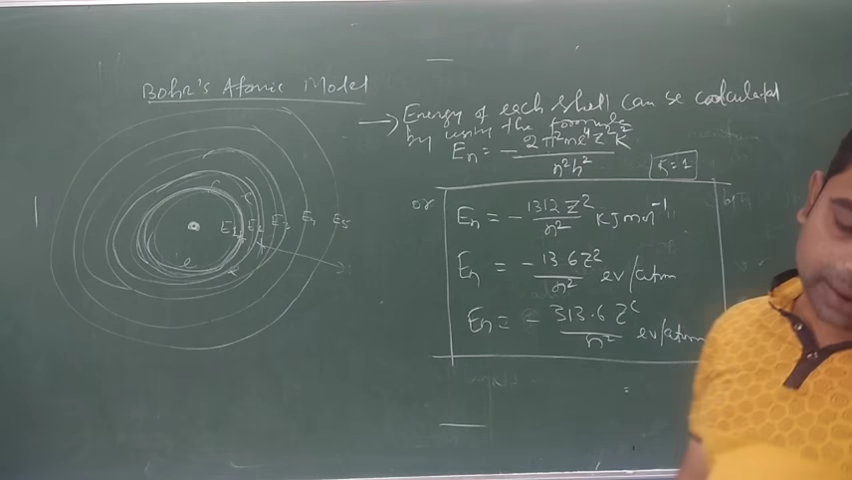 Bohr's Atomic Model
→ Energy of each shell can be calculated
by using the formula
En = - 2π²me⁴Z²K² / n²h²
K = 1
or
En = - 1312 Z² / n² KJ mol⁻¹
En = - 13.6 Z² / n² ev/atom
En = - 313.6 Z² / n² ev/atom
E1 E2 E3 E4 E5
e